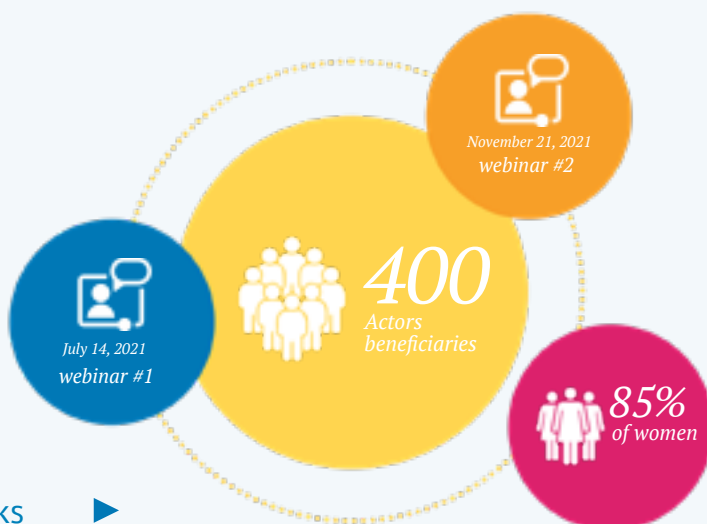 November 21, 2021
webinar #2
400
Actors
beneficiaries
July 14, 2021
webinar #1
85%
of women